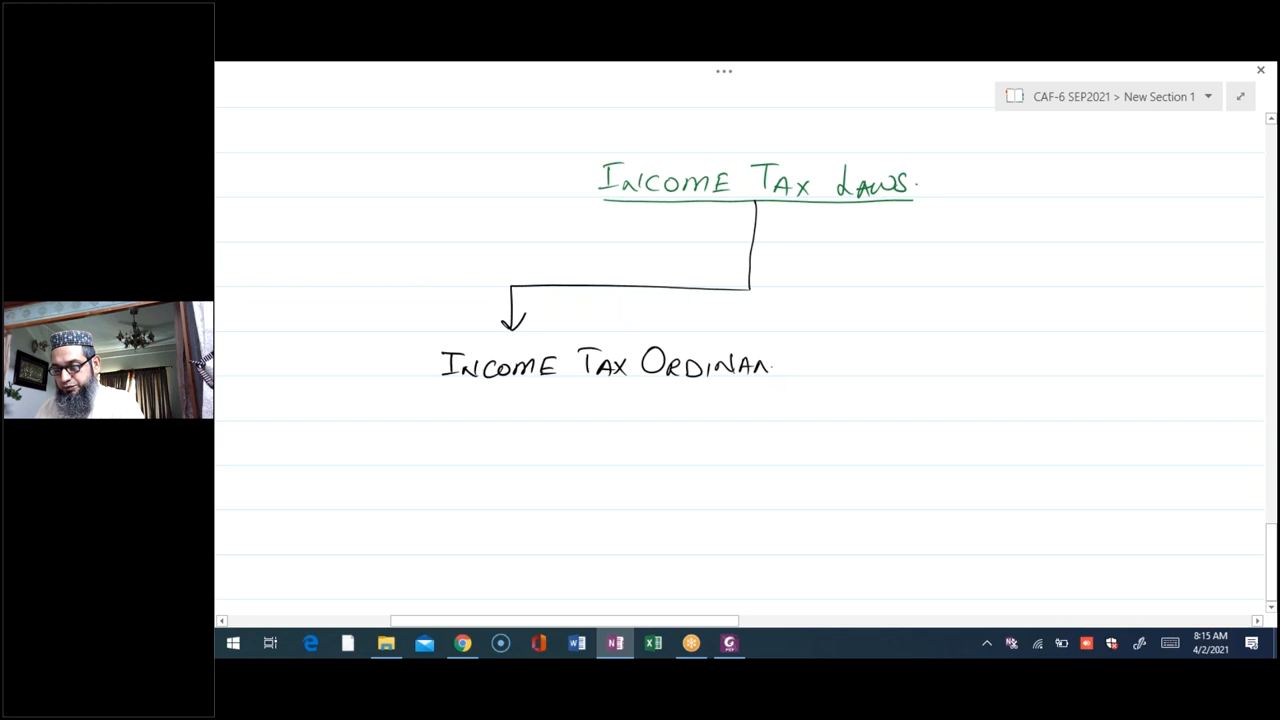 CAF-6 SEP2021 > New Section 1
INCOME TAX LAWS.
INCOME TAX ORDINAN
8:15 AM
4/2/2021